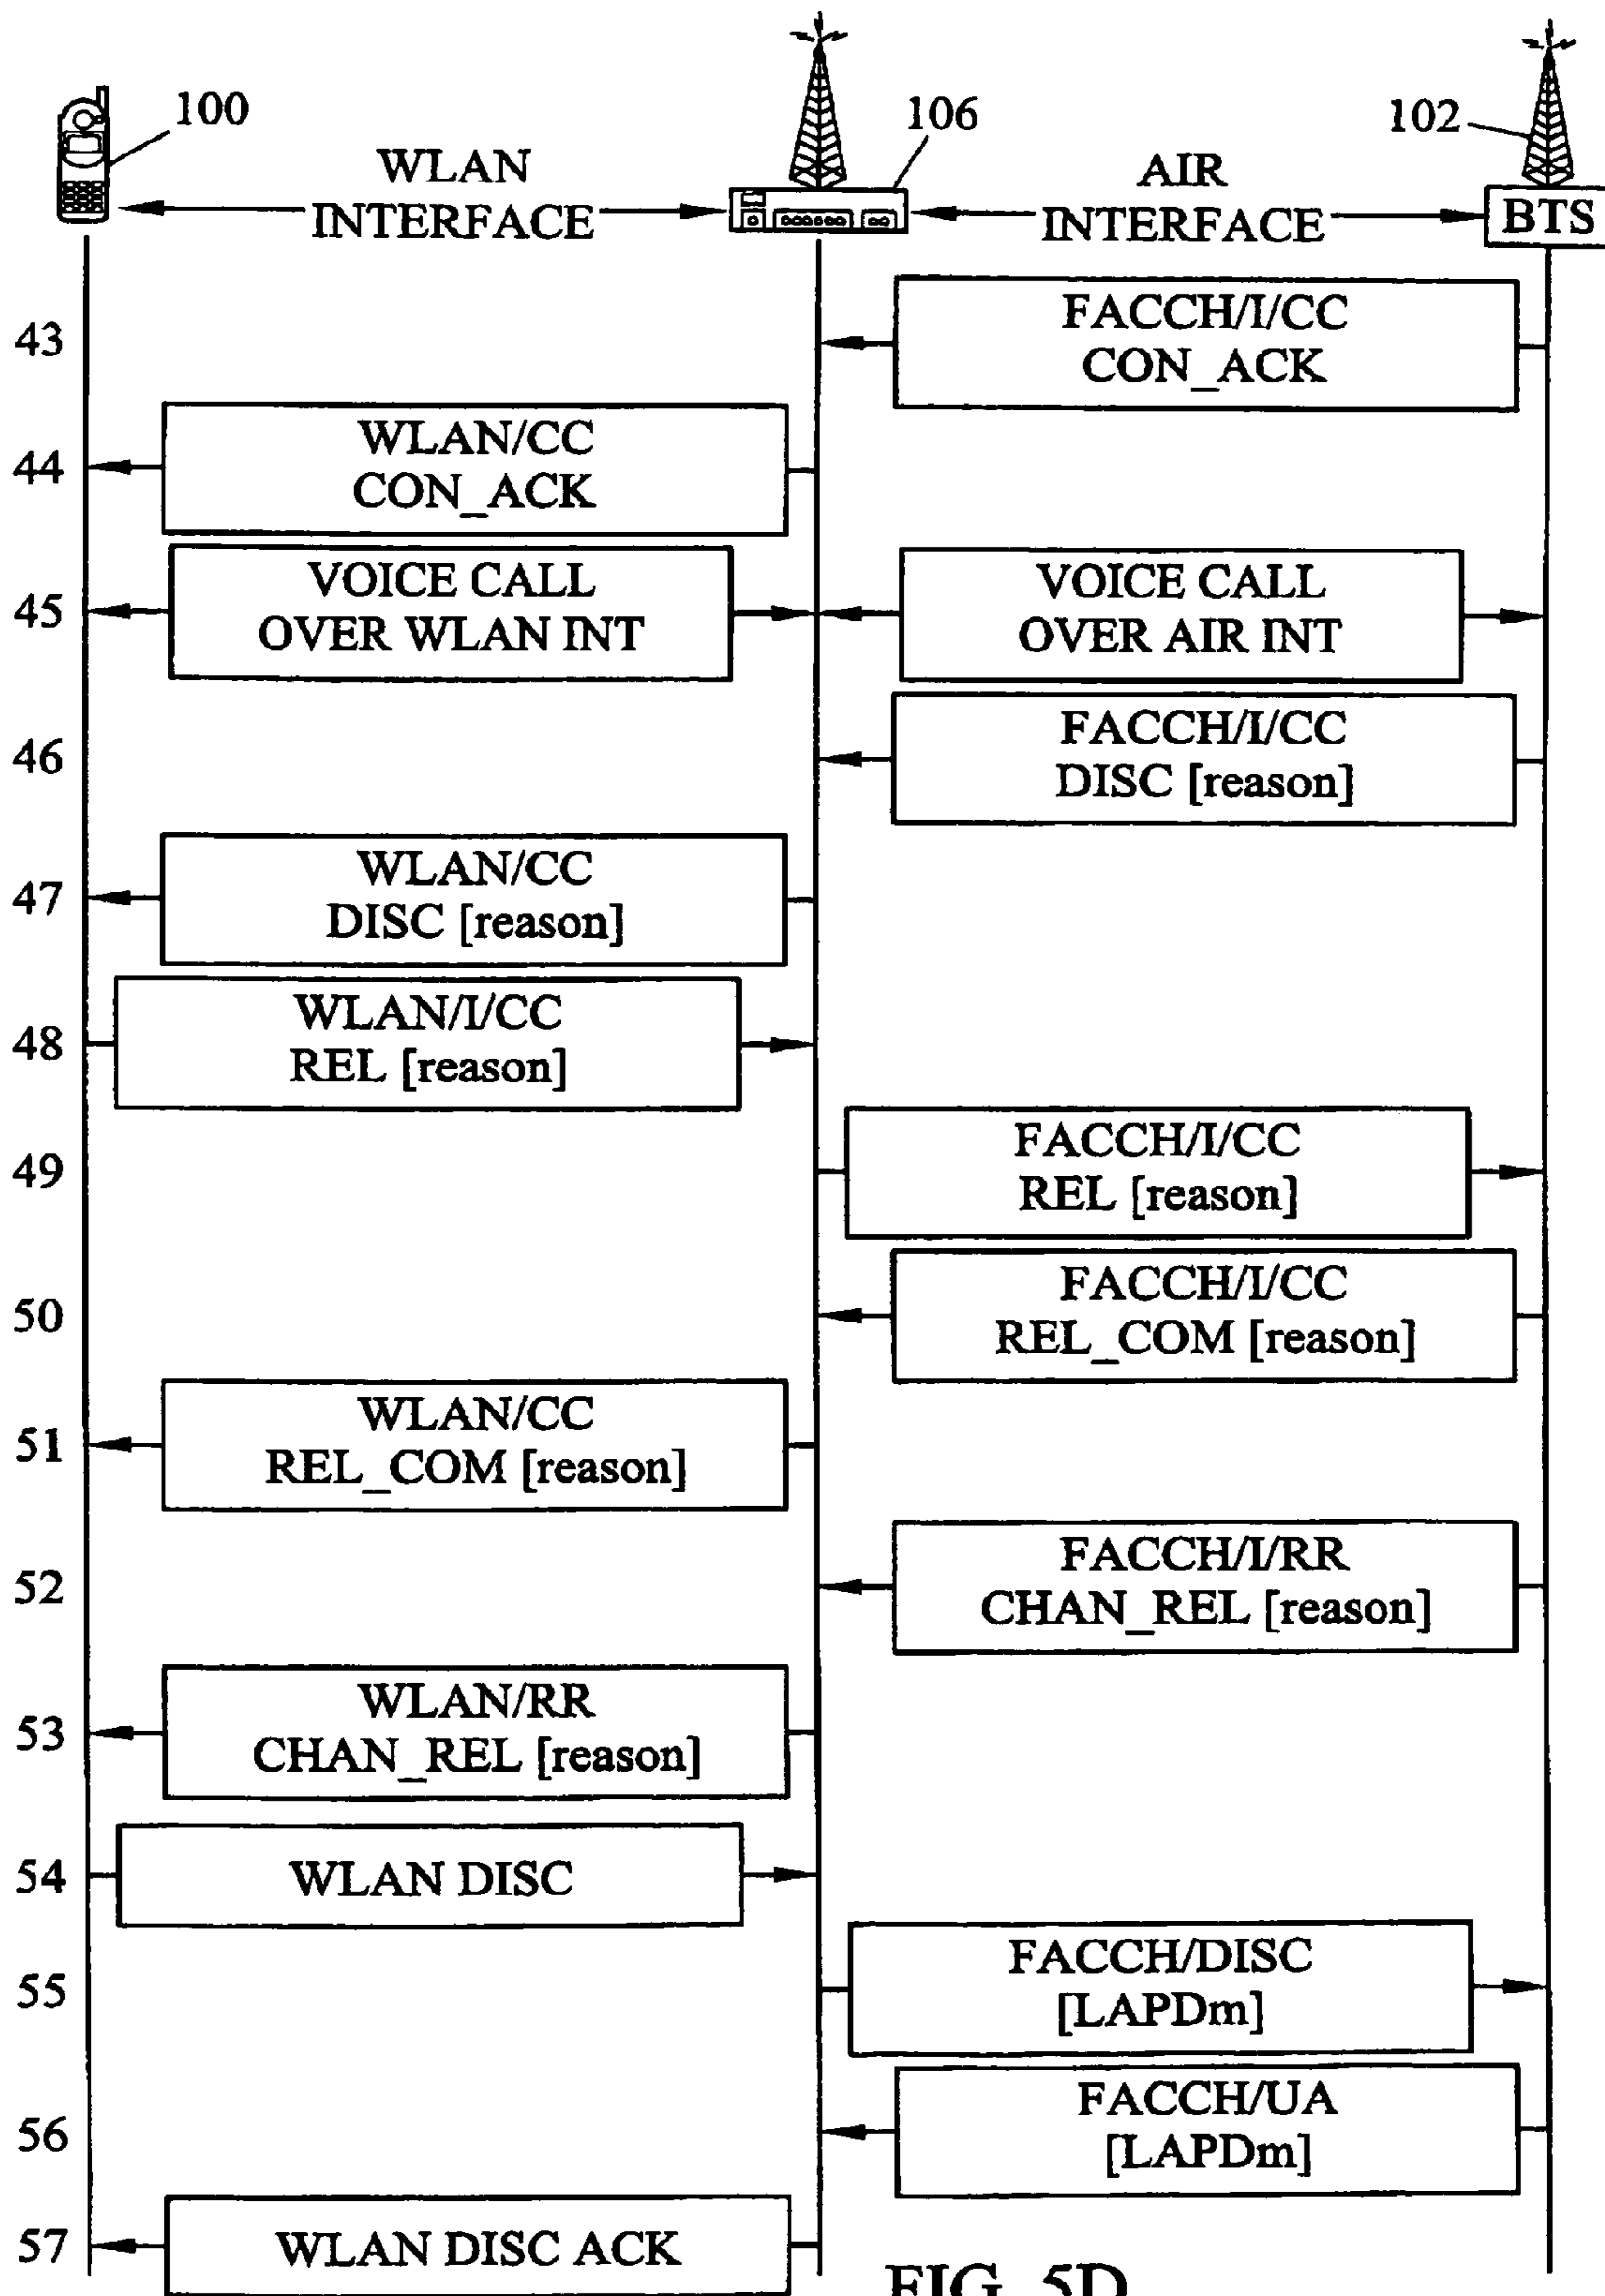 100
106
102
WLAN
INTERFACE
AIR
INTERFACE
BTS
43
FACCH/I/CC
CON_ACK
44
WLAN/CC
CON_ACK
45
VOICE CALL
OVER WLAN INT
VOICE CALL
OVER AIR INT
46
FACCH/I/CC
DISC [reason]
47
WLAN/CC
DISC [reason]
48
WLAN/I/CC
REL [reason]
49
FACCH/I/CC
REL [reason]
50
FACCH/I/CC
REL_COM [reason]
51
WLAN/CC
REL_COM [reason]
52
FACCH/I/RR
CHAN_REL [reason]
53
WLAN/RR
CHAN_REL [reason]
54
WLAN DISC
55
FACCH/DISC
[LAPDm]
56
FACCH/UA
[LAPDm]
57
WLAN DISC ACK
FIG. 5D